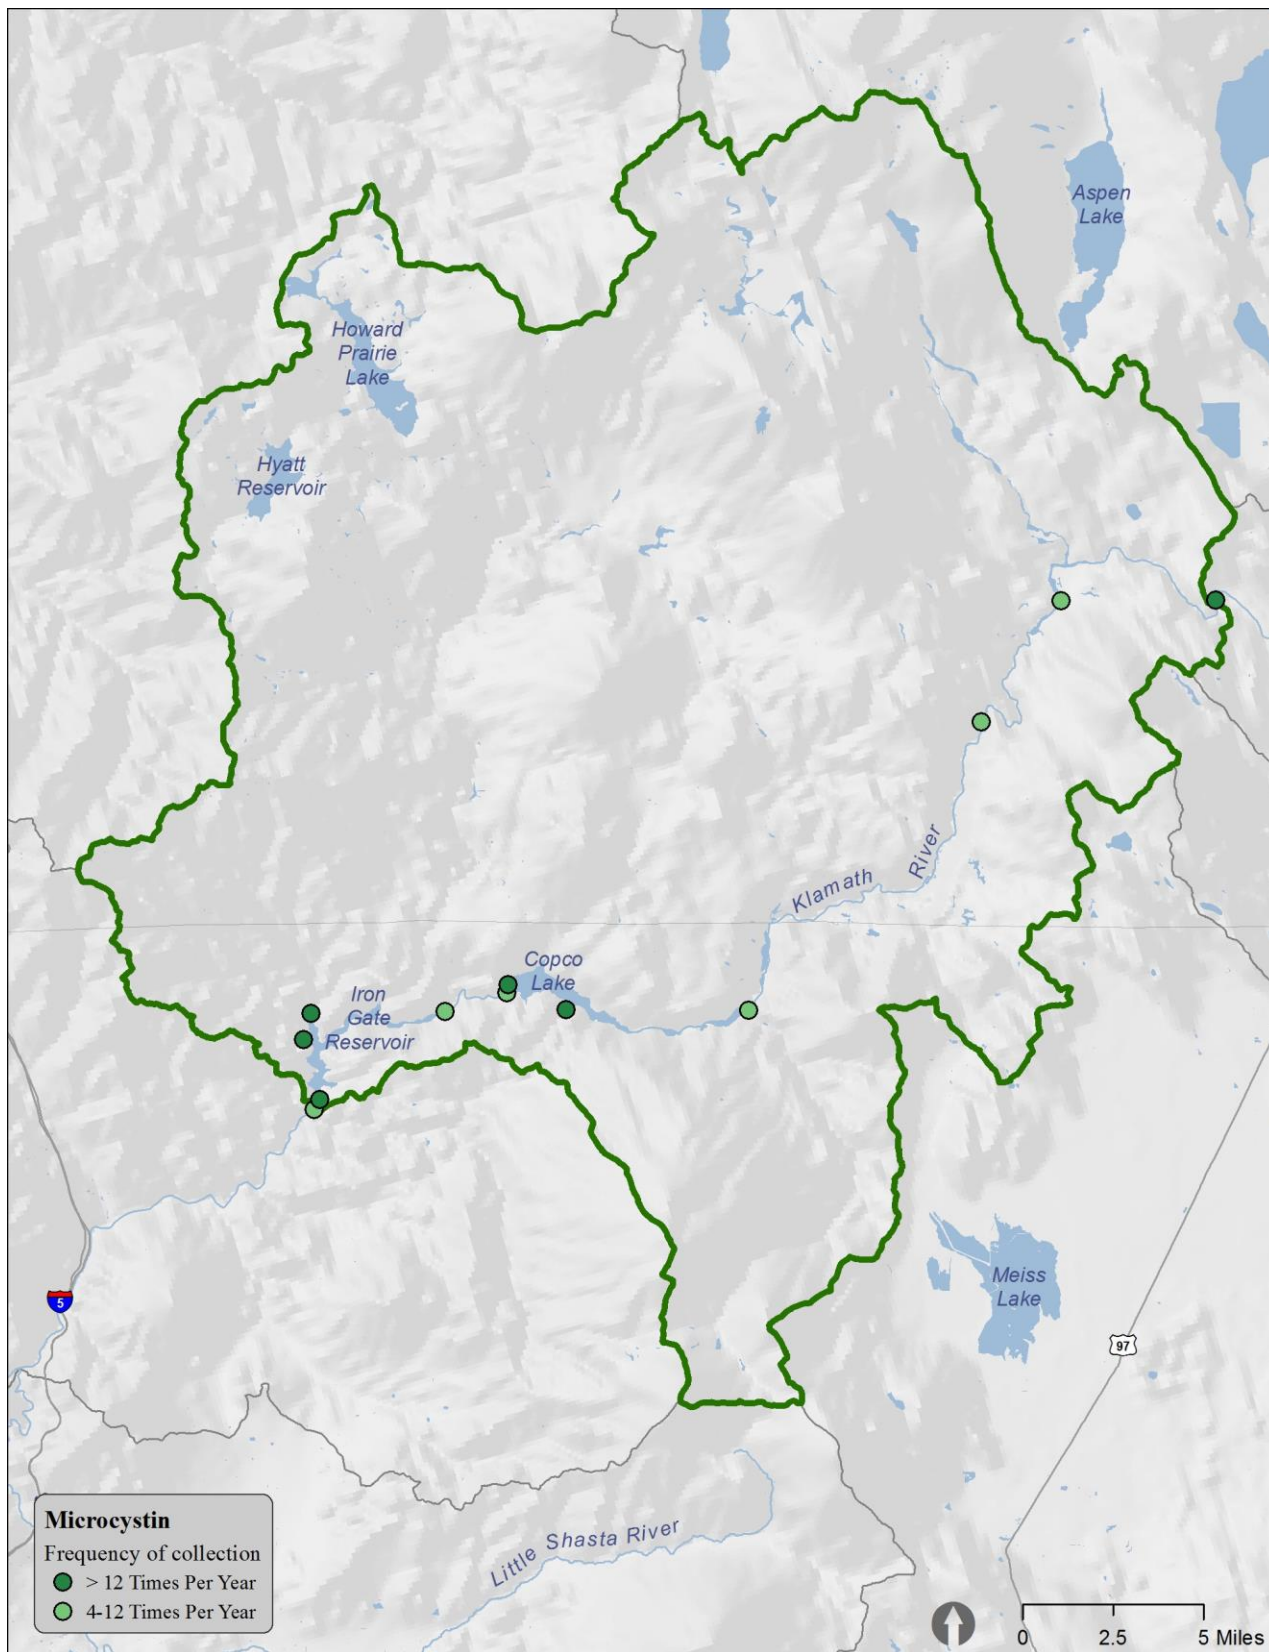 Aspen
Lake
Howard
Prairie
Lake
Hyatt
Reservoir
Klamath River
Copco
Lake
Iron
Gate
Reservoir
Meiss
Lake
5
97
Little Shasta River
Microcystin
Frequency of collection
> 12 Times Per Year
4-12 Times Per Year
0 2.5 5 Miles